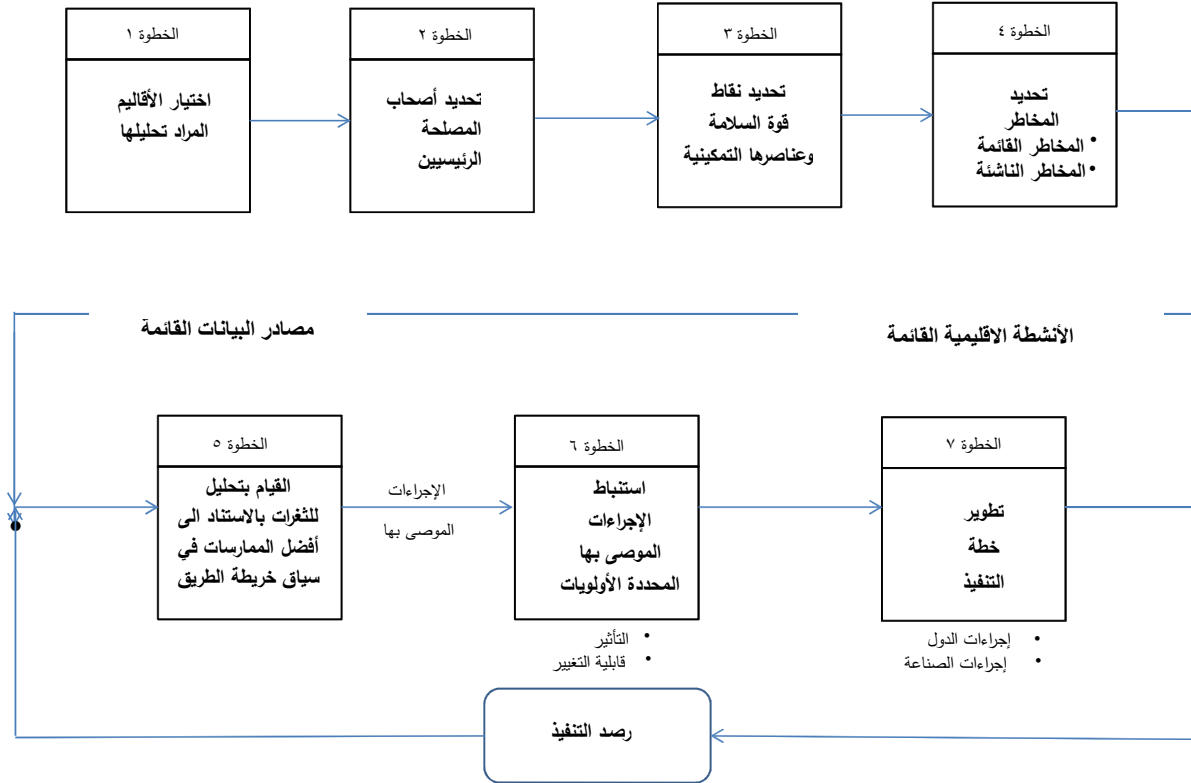 الخطوة ١
اختيار الأقاليم
المراد تحليلها
الخطوة ٢
تحديد أصحاب
المصلحة
الرئيسيين
الخطوة ٣
تحديد نقاط
قوة السلامة
وعناصرها التمكينية
الخطوة ٤
تحديد
المخاطر
• المخاطر القائمة
• المخاطر الناشئة
مصادر البيانات القائمة
الأنشطة الاقليمية القائمة
الخطوة ٥
القيام بتحليل
للثغرات بالاستناد الى
أفضل الممارسات في
سياق خريطة الطريق
الإجراءات
الموصى بها
الخطوة ٦
استنباط
الإجراءات
الموصى بها
المحددة الأولويات
• التأثير
• قابلية التغيير
الخطوة ٧
تطوير
خطة
التنفيذ
• إجراءات الدول
• إجراءات الصناعة
رصد التنفيذ